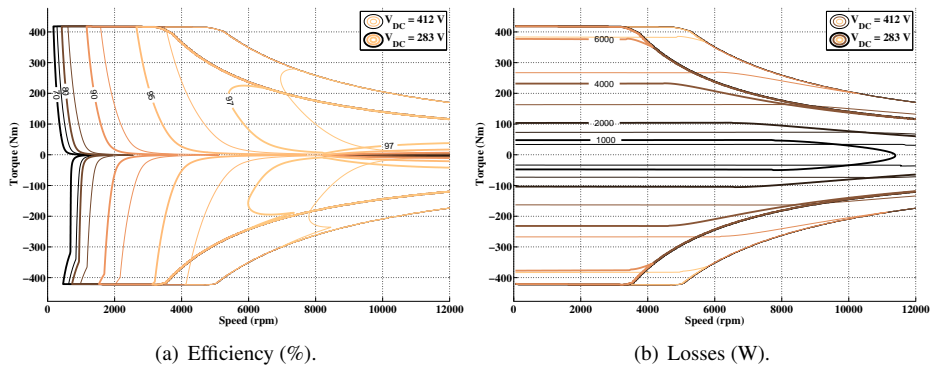 V_DC = 412 V
V_DC = 283 V
400
300
200
100
0
−100
−200
−300
−400
Torque (Nm)
70
80
90
95
97
97
0 2000 4000 6000 8000 10000 12000
Speed (rpm)
(a) Efficiency (%).
V_DC = 412 V
V_DC = 283 V
400
300
200
100
0
−100
−200
−300
−400
Torque (Nm)
6000
4000
2000
1000
0 2000 4000 6000 8000 10000 12000
Speed (rpm)
(b) Losses (W).